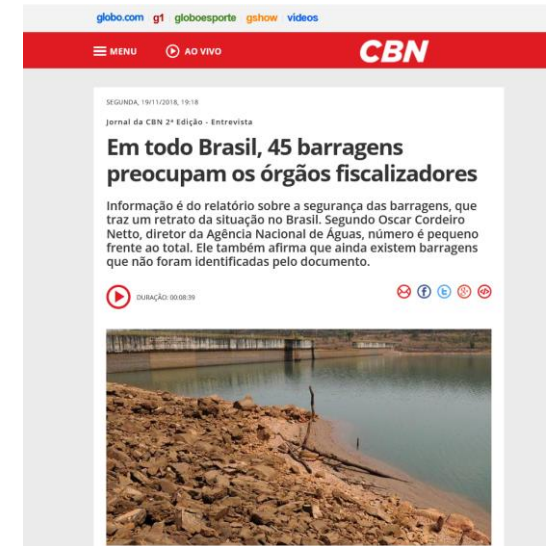 globo.com g1 globoesporte gshow videos
MENU AO VIVO CBN
SEGUNDA, 19/11/2018, 19:18
Jornal da CBN 2ª Edição - Entrevista
Em todo Brasil, 45 barragens
preocupam os órgãos fiscalizadores
Informação é do relatório sobre a segurança das barragens, que
traz um retrato da situação no Brasil. Segundo Oscar Cordeiro
Netto, diretor da Agência Nacional de Águas, número é pequeno
frente ao total. Ele também afirma que ainda existem barragens
que não foram identificadas pelo documento.
DURAÇÃO: 00:08:39